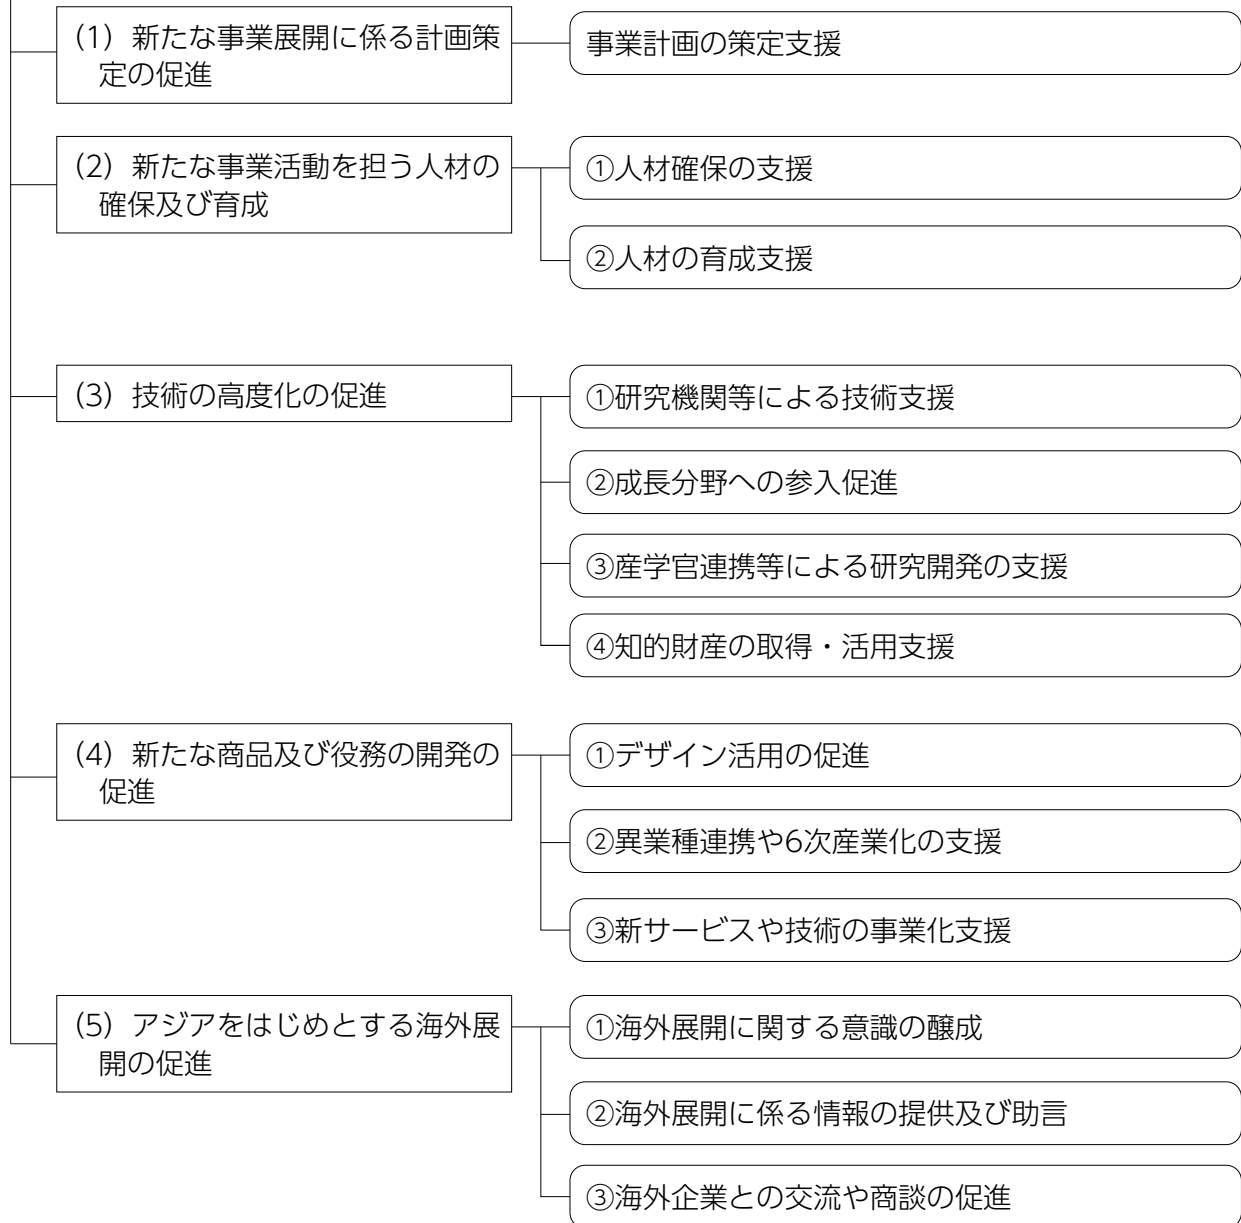 (1) 新たな事業展開に係る計画策
定の促進
事業計画の策定支援
(2) 新たな事業活動を担う人材の
確保及び育成
①人材確保の支援
②人材の育成支援
(3) 技術の高度化の促進
①研究機関等による技術支援
②成長分野への参入促進
③産学官連携等による研究開発の支援
④知的財産の取得・活用支援
(4) 新たな商品及び役務の開発の
促進
①デザイン活用の促進
②異業種連携や6次産業化の支援
③新サービスや技術の事業化支援
(5) アジアをはじめとする海外展
開の促進
①海外展開に関する意識の醸成
②海外展開に係る情報の提供及び助言
③海外企業との交流や商談の促進